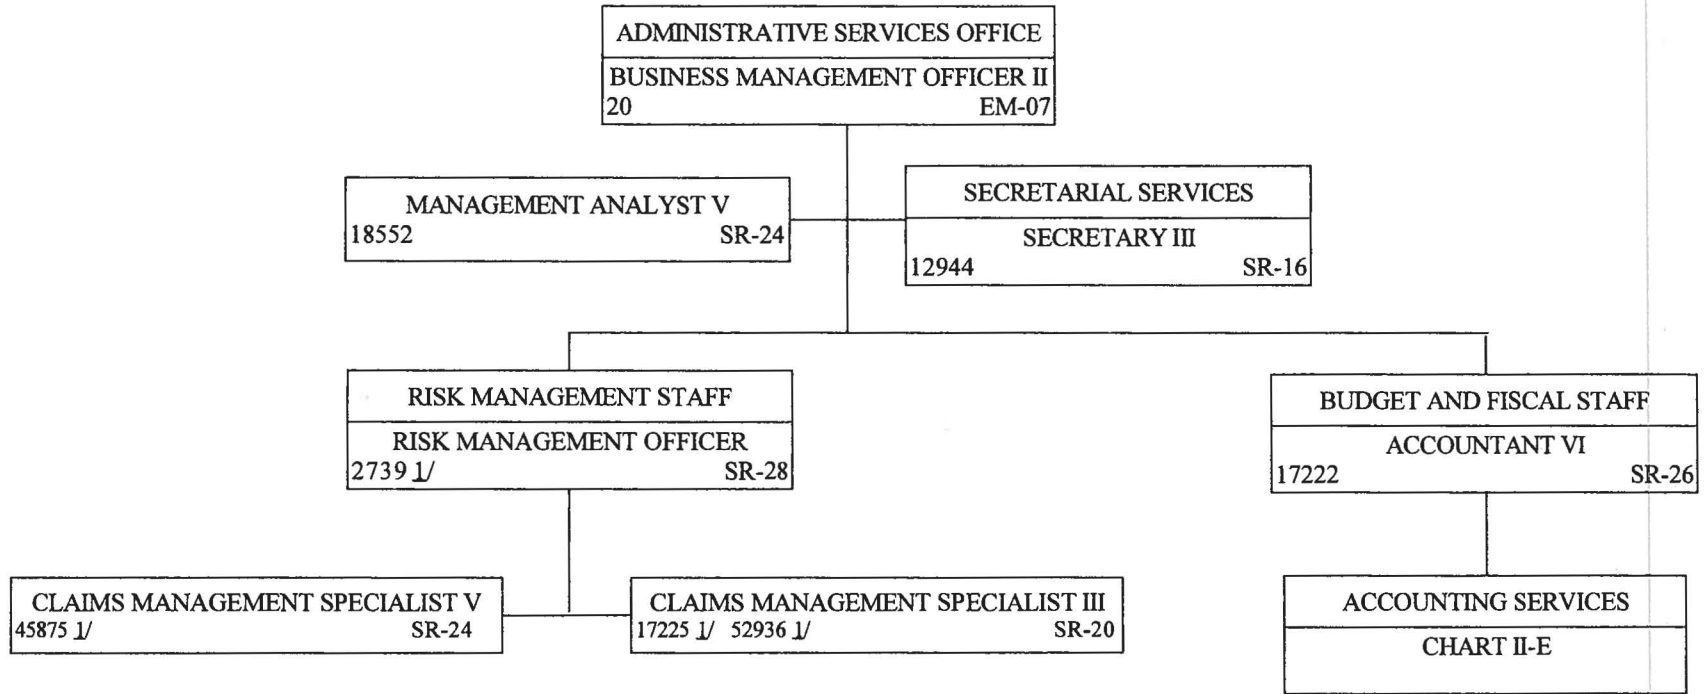 ADMINISTRATIVE SERVICES OFFICE
BUSINESS MANAGEMENT OFFICER II
20 EM-07
MANAGEMENT ANALYST V
18552 SR-24
SECRETARIAL SERVICES
SECRETARY III
12944 SR-16
RISK MANAGEMENT STAFF
RISK MANAGEMENT OFFICER
2739 1/ SR-28
BUDGET AND FISCAL STAFF
ACCOUNTANT VI
17222 SR-26
CLAIMS MANAGEMENT SPECIALIST V
45875 1/ SR-24
CLAIMS MANAGEMENT SPECIALIST III
17225 1/ 52936 1/ SR-20
ACCOUNTING SERVICES
CHART II-E